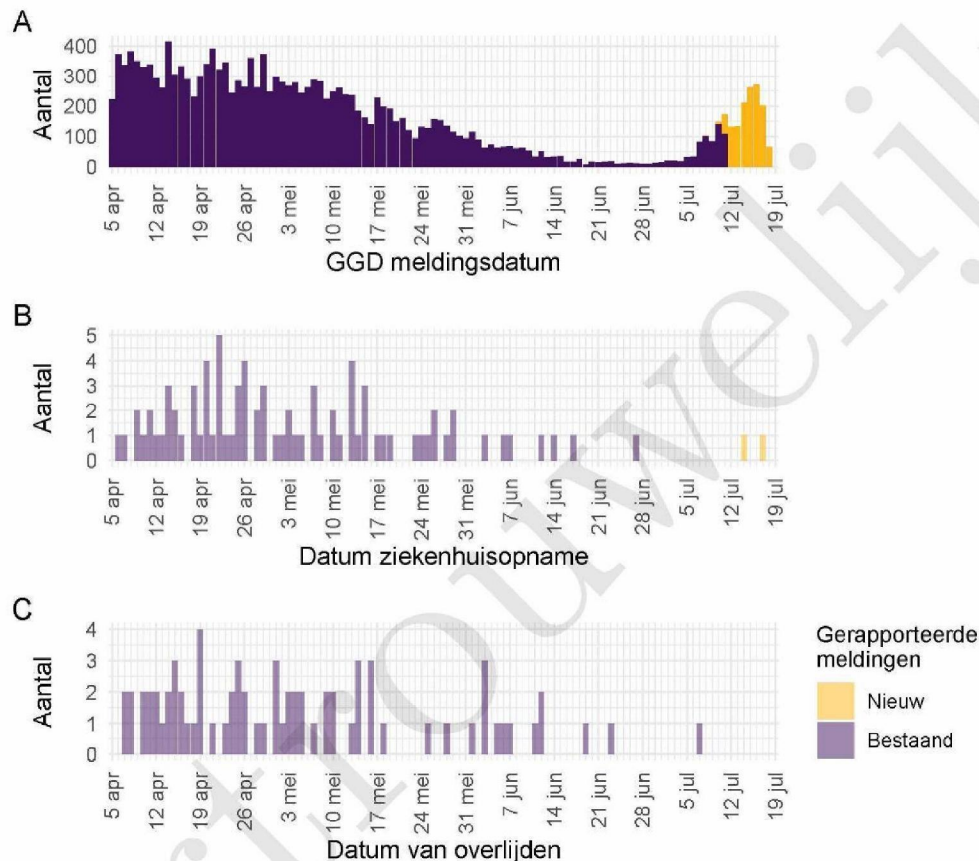 A
400
300
200
100
0
Aantal
5 apr
12 apr
19 apr
26 apr
3 mei
10 mei
17 mei
24 mei
31 mei
7 jun
14 jun
21 jun
28 jun
5 jul
12 jul
19 jul
GGD meldingsdatum
B
5
4
3
2
1
0
Aantal
5 apr
12 apr
19 apr
26 apr
3 mei
10 mei
17 mei
24 mei
31 mei
7 jun
14 jun
21 jun
28 jun
5 jul
12 jul
19 jul
Datum ziekenhuisopname
C
4
3
2
1
0
Aantal
5 apr
12 apr
19 apr
26 apr
3 mei
10 mei
17 mei
24 mei
31 mei
7 jun
14 jun
21 jun
28 jun
5 jul
12 jul
19 jul
Datum van overlijden
Gerapporteerde
meldingen
Nieuw
Bestaand
rtrouwelij